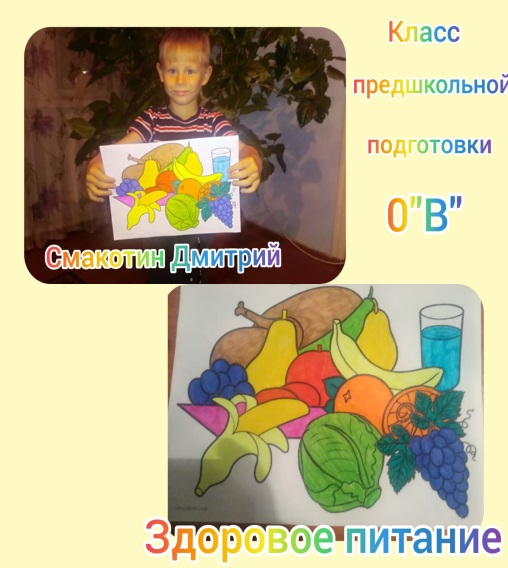 Класс
предшкольной
подготовки
0"В"
Смакотин Дмитрий
Здоровое питание